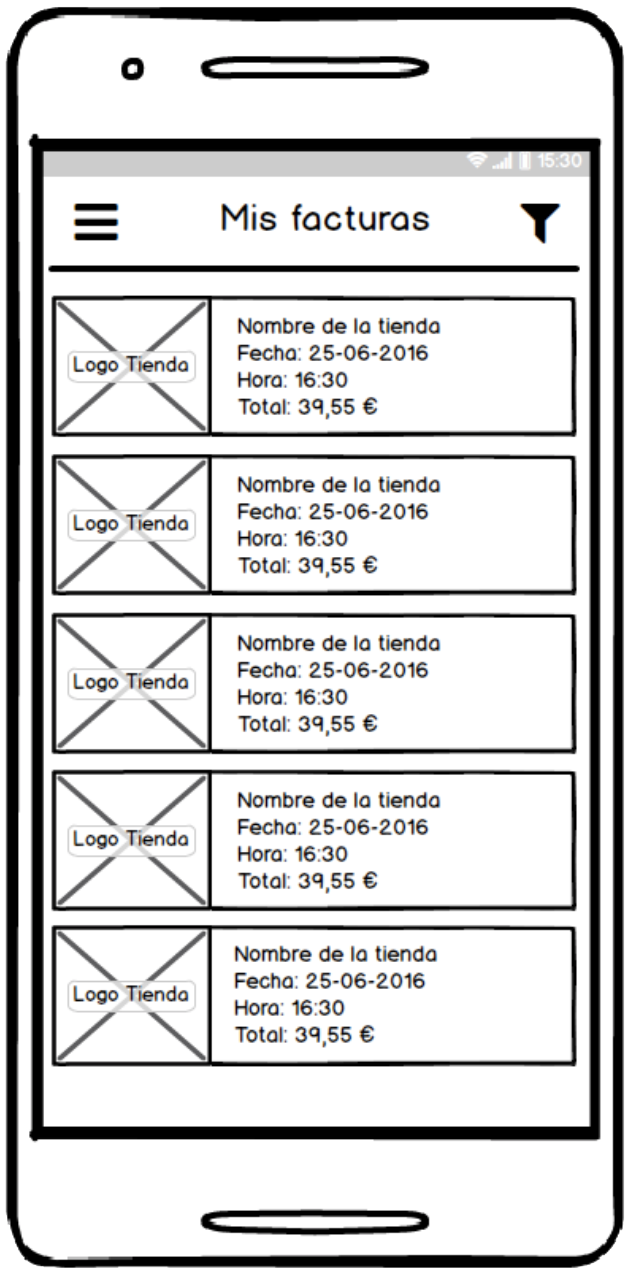 15:30
Mis facturas
Logo Tienda
Nombre de la tienda
Fecha: 25-06-2016
Hora: 16:30
Total: 39,55 €
Logo Tienda
Nombre de la tienda
Fecha: 25-06-2016
Hora: 16:30
Total: 39,55 €
Logo Tienda
Nombre de la tienda
Fecha: 25-06-2016
Hora: 16:30
Total: 39,55 €
Logo Tienda
Nombre de la tienda
Fecha: 25-06-2016
Hora: 16:30
Total: 39,55 €
Logo Tienda
Nombre de la tienda
Fecha: 25-06-2016
Hora: 16:30
Total: 39,55 €